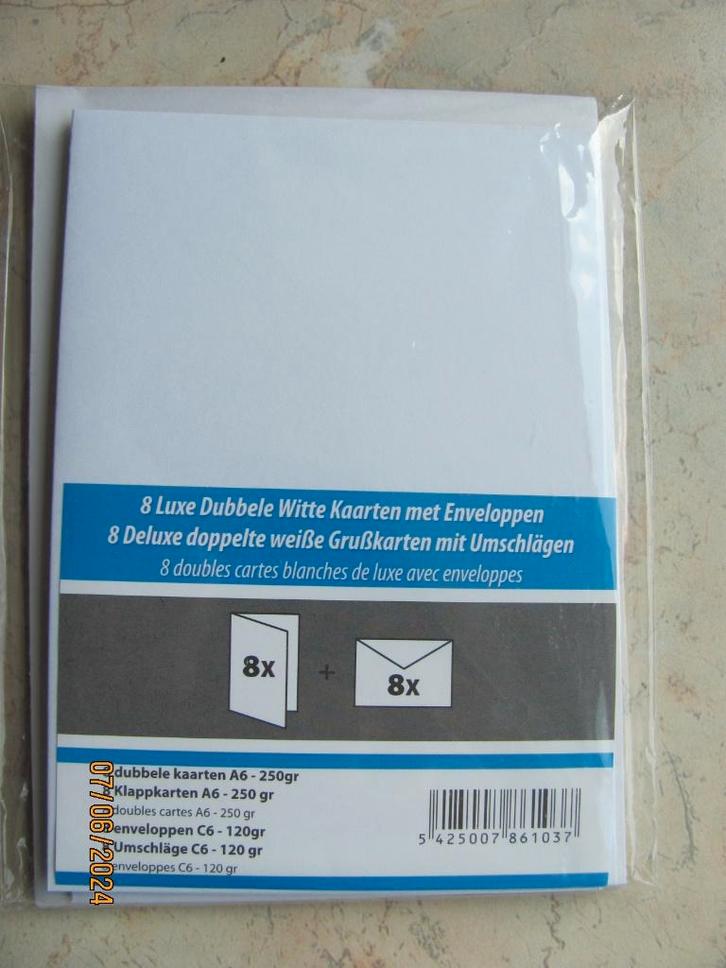 8 Luxe Dubbele Witte Kaarten met Enveloppen
8 Deluxe doppelte weiße Grußkarten mit Umschlägen
8 doubles cartes blanches de luxe avec enveloppes
8x + 8x
dubbele kaarten A6 - 250gr
8 Klappkarten A6 - 250 gr
doubles cartes A6 - 250 gr
enveloppen C6 - 120gr
Umschläge C6 - 120 gr
enveloppes C6 - 120 gr
5 425007 861037
07/06/2024